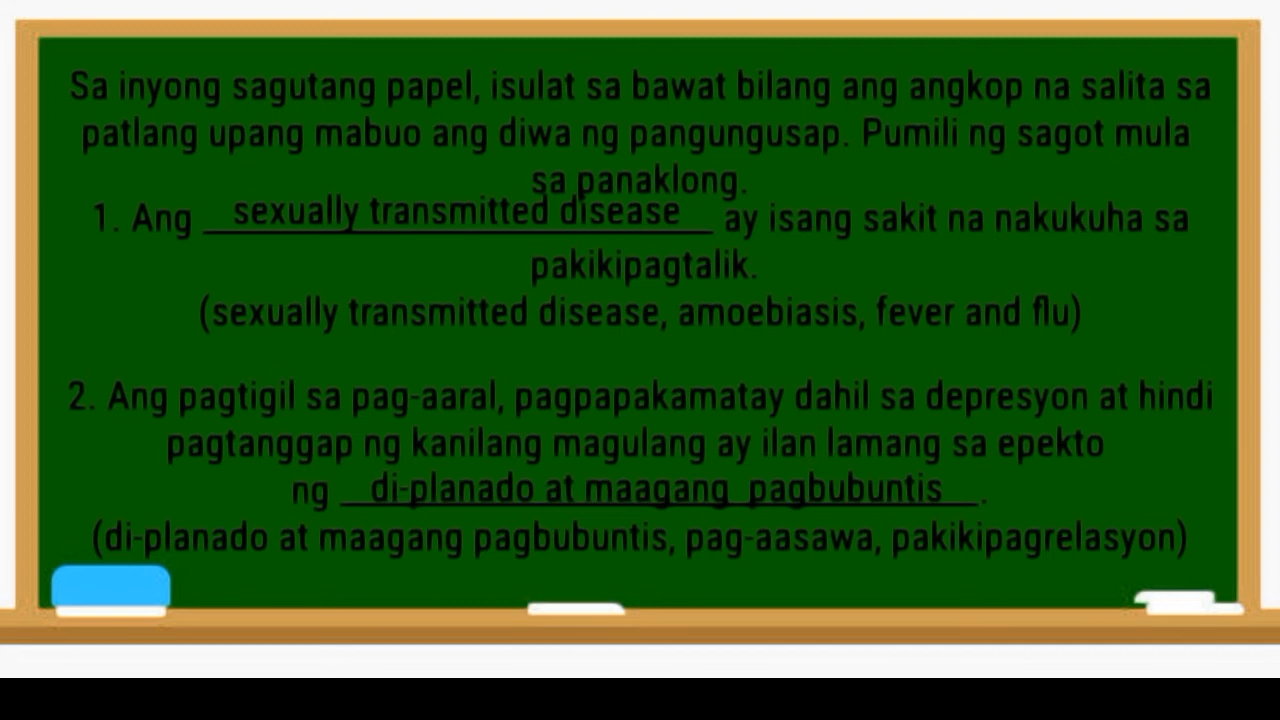 Sa inyong sagutang papel, isulat sa bawat bilang ang angkop na salita sa
patlang upang mabuo ang diwa ng pangungusap. Pumili ng sagot mula
sa panaklong.
1. Ang sexually transmitted disease ay isang sakit na nakukuha sa
pakikipagtalik.
(sexually transmitted disease, amoebiasis, fever and flu)
2. Ang pagtigil sa pag-aaral, pagpapakamatay dahil sa depresyon at hindi
pagtanggap ng kanilang magulang ay ilan lamang sa epekto
ng di-planado at maagang pagbubuntis.
(di-planado at maagang pagbubuntis, pag-aasawa, pakikipagrelasyon)